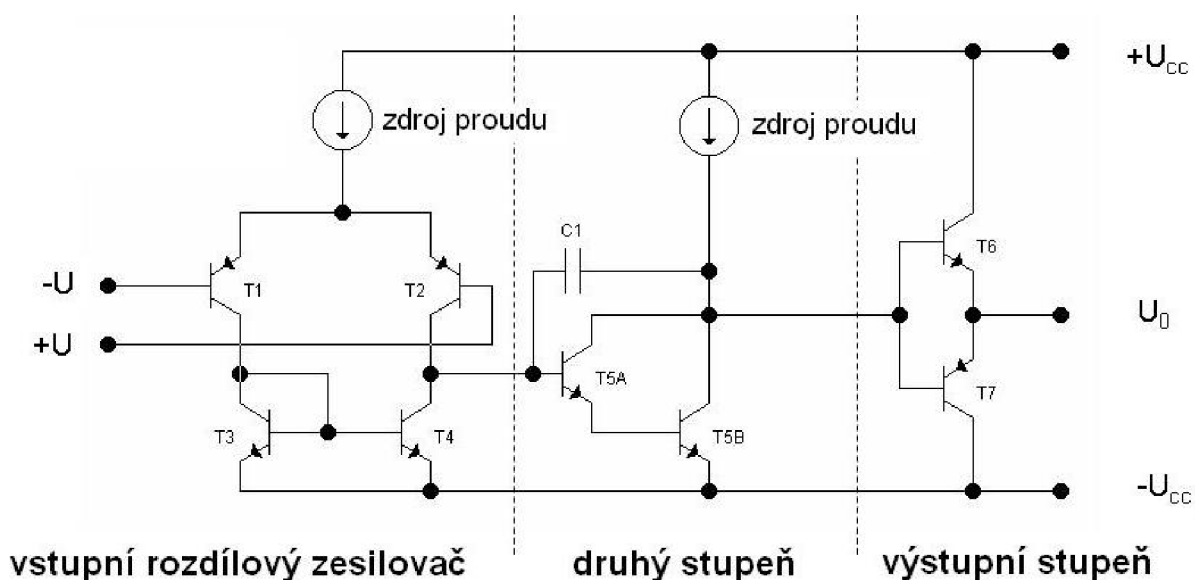 +Ucc
zdroj proudu
zdroj proudu
C1
T6
-U
T1
T2
U0
+U
T5A
T7
T3
T4
T5B
-Ucc
vstupní rozdílový zesilovač
druhý stupeň
výstupní stupeň